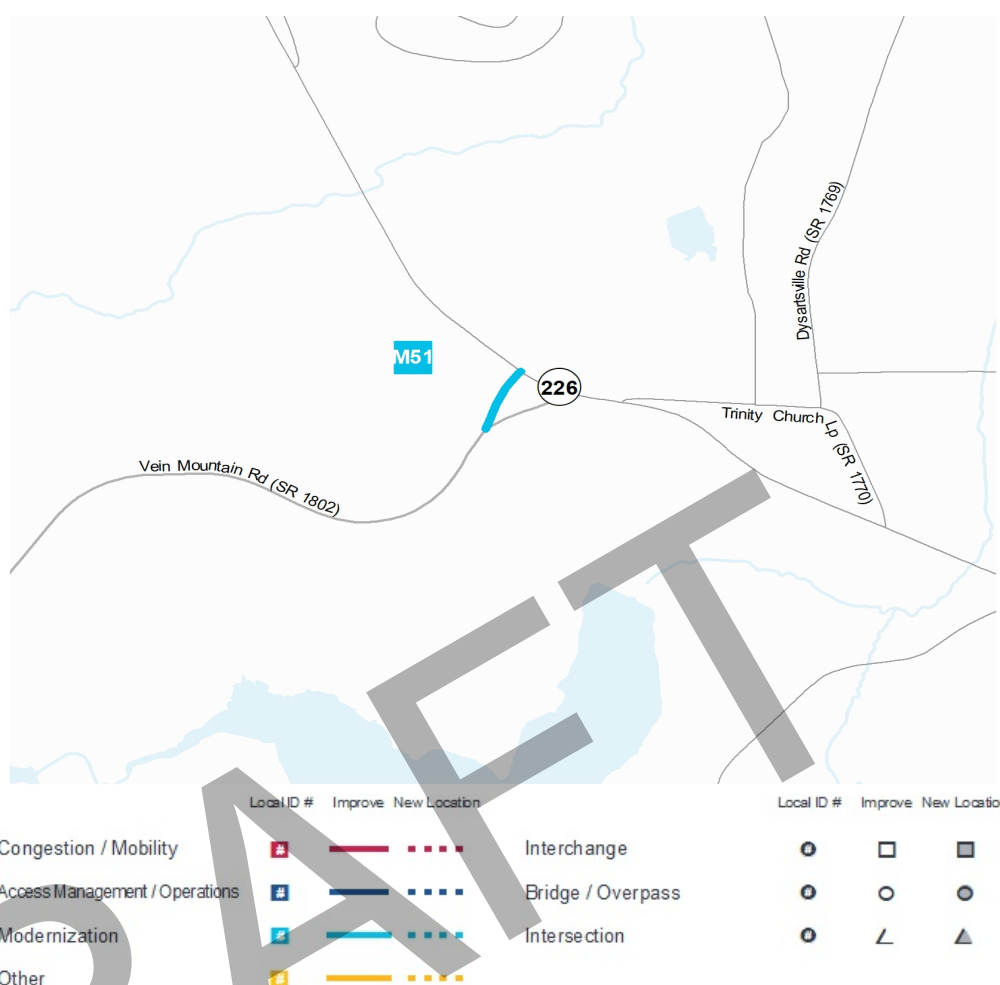 Dysartsville Rd (SR 1769)
M51
226
Trinity Church Lp (SR 1770)
Vein Mountain Rd (SR 1802)
DRAFT
Local ID # Improve New Location Local ID # Improve New Locatio
Congestion / Mobility # Interchange #
Access Management / Operations # Bridge / Overpass #
Modernization # Intersection #
Other #